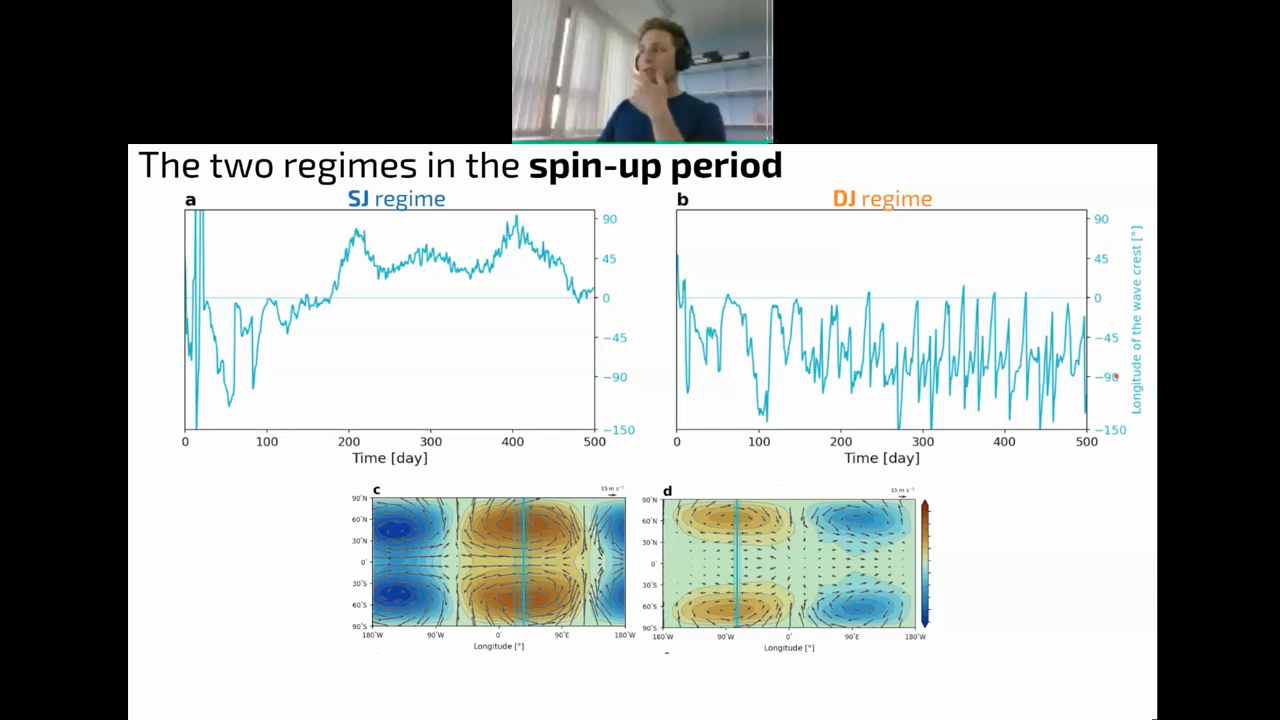 The two regimes in the spin-up period
a
SJ regime
90
45
0
−45
−90
−150
0 100 200 300 400 500
Time [day]
b
DJ regime
90
45
0
−45
−90
−150
Longitude of the wave crest [°]
0 100 200 300 400 500
Time [day]
c
15 m s⁻¹
90°N
60°N
30°N
0°
30°S
60°S
90°S
180°W 90°W 0° 90°E 180°W
Longitude [°]
d
15 m s⁻¹
90°N
60°N
30°N
0°
30°S
60°S
90°S
180°W 90°W 0° 90°E 180°W
Longitude [°]